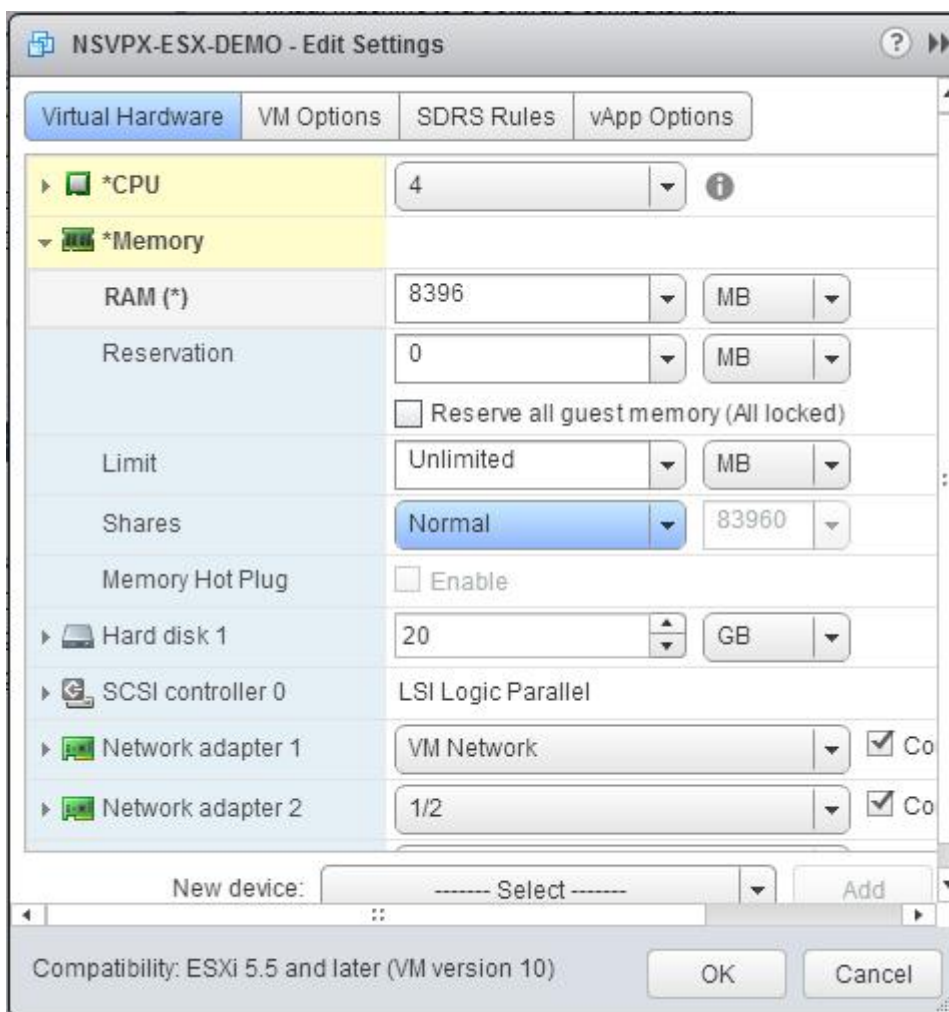 NSVPX-ESX-DEMO - Edit Settings
Virtual Hardware VM Options SDRS Rules vApp Options
*CPU 4
*Memory
RAM (*) 8396 MB
Reservation 0 MB
Reserve all guest memory (All locked)
Limit Unlimited MB
Shares Normal 83960
Memory Hot Plug Enable
Hard disk 1 20 GB
SCSI controller 0 LSI Logic Parallel
Network adapter 1 VM Network Co
Network adapter 2 1/2 Co
New device: ------- Select ------- Add
Compatibility: ESXi 5.5 and later (VM version 10) OK Cancel